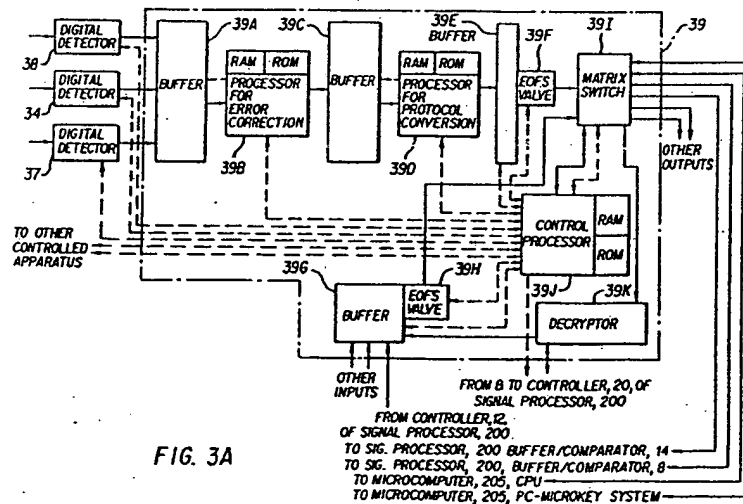 39A
39C
39E
BUFFER
39F
39I
39
DIGITAL
DETECTOR
38
DIGITAL
DETECTOR
34
DIGITAL
DETECTOR
37
BUFFER
RAM
ROM
PROCESSOR
FOR
ERROR
CORRECTION
39B
BUFFER
RAM
ROM
PROCESSOR
FOR
PROTOCOL
CONVERSION
39D
EOFS
VALVE
MATRIX
SWITCH
OTHER
OUTPUTS
CONTROL
PROCESSOR
RAM
ROM
39J
39K
TO OTHER
CONTROLLED
APPARATUS
39G
39H
BUFFER
EOFS
VALVE
DECRYPTOR
OTHER
INPUTS
FROM & TO CONTROLLER, 20, OF
SIGNAL PROCESSOR, 200
FROM CONTROLLER, 12,
OF SIGNAL PROCESSOR, 200
TO SIG. PROCESSOR, 200 BUFFER/COMPARATOR, 14
TO SIG. PROCESSOR, 200, BUFFER/COMPARATOR, 8
TO MICROCOMPUTER, 205, CPU
TO MICROCOMPUTER, 205, PC-MICROKEY SYSTEM
FIG. 3A